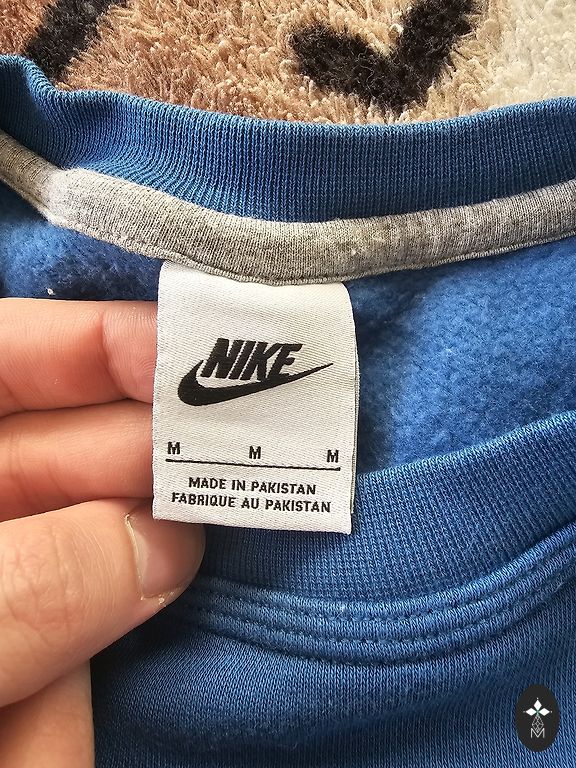 NIKE
M M M
MADE IN PAKISTAN
FABRIQUE AU PAKISTAN
M